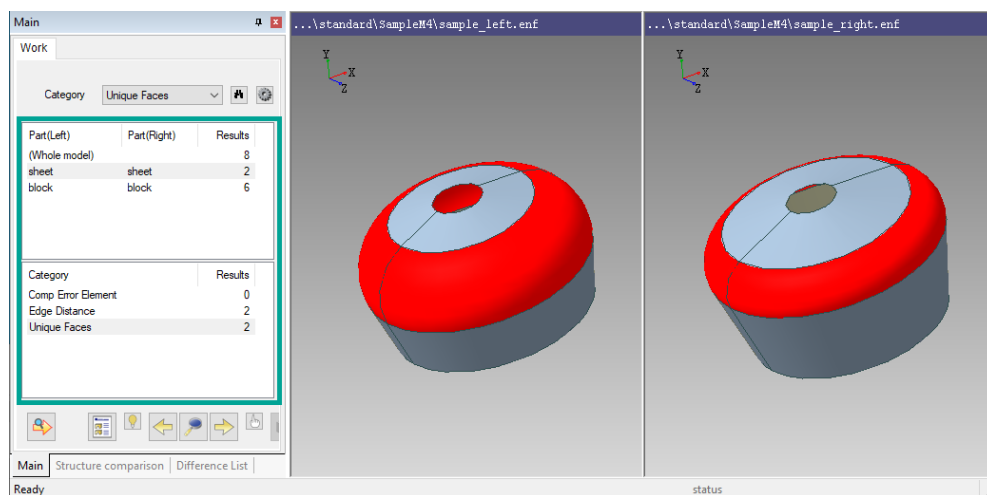 Main
Work
Category Unique Faces
Part(Left) Part(Right) Results
(Whole model) 8
sheet sheet 2
block block 6
Category Results
Comp Error Element 0
Edge Distance 2
Unique Faces 2
Main Structure comparison Difference List
Ready
...\standard\SampleM4\sample_left.enf
Y
X
Z
...\standard\SampleM4\sample_right.enf
Y
X
Z
status